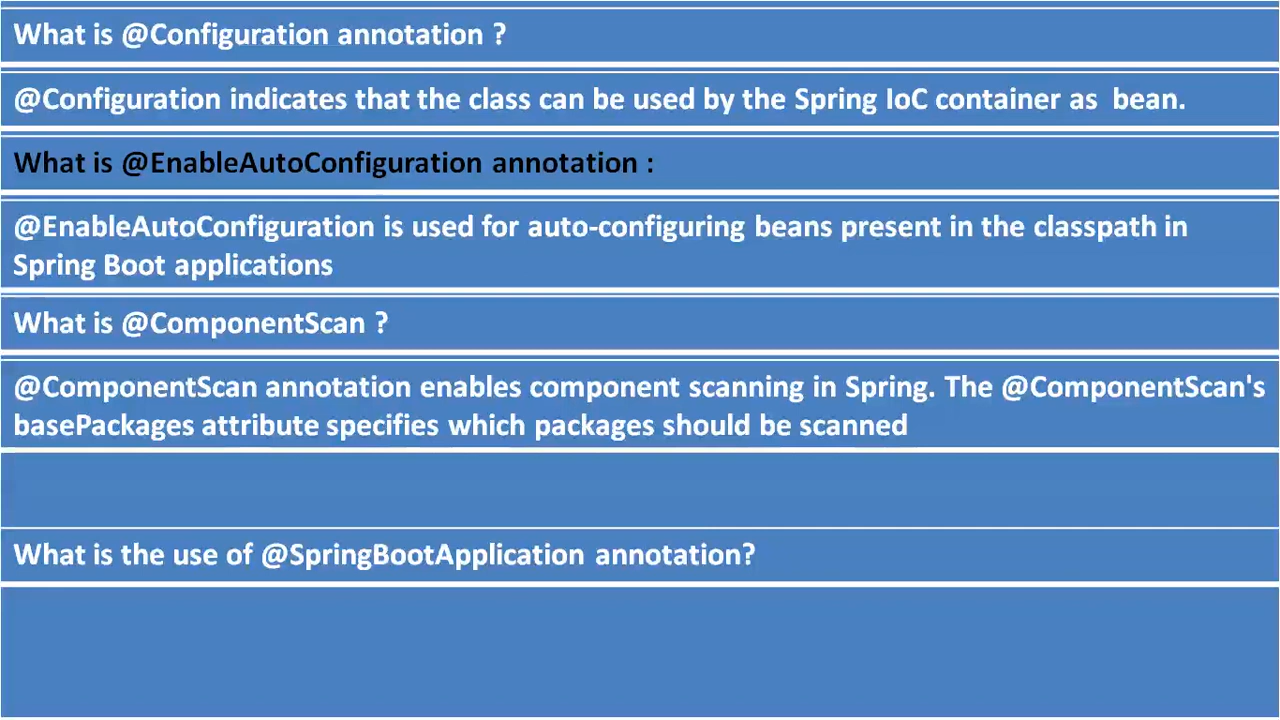 What is @Configuration annotation ?
@Configuration indicates that the class can be used by the Spring IoC container as  bean.
What is @EnableAutoConfiguration annotation :
@EnableAutoConfiguration is used for auto-configuring beans present in the classpath in
Spring Boot applications
What is @ComponentScan ?
@ComponentScan annotation enables component scanning in Spring. The @ComponentScan's
basePackages attribute specifies which packages should be scanned
What is the use of @SpringBootApplication annotation?